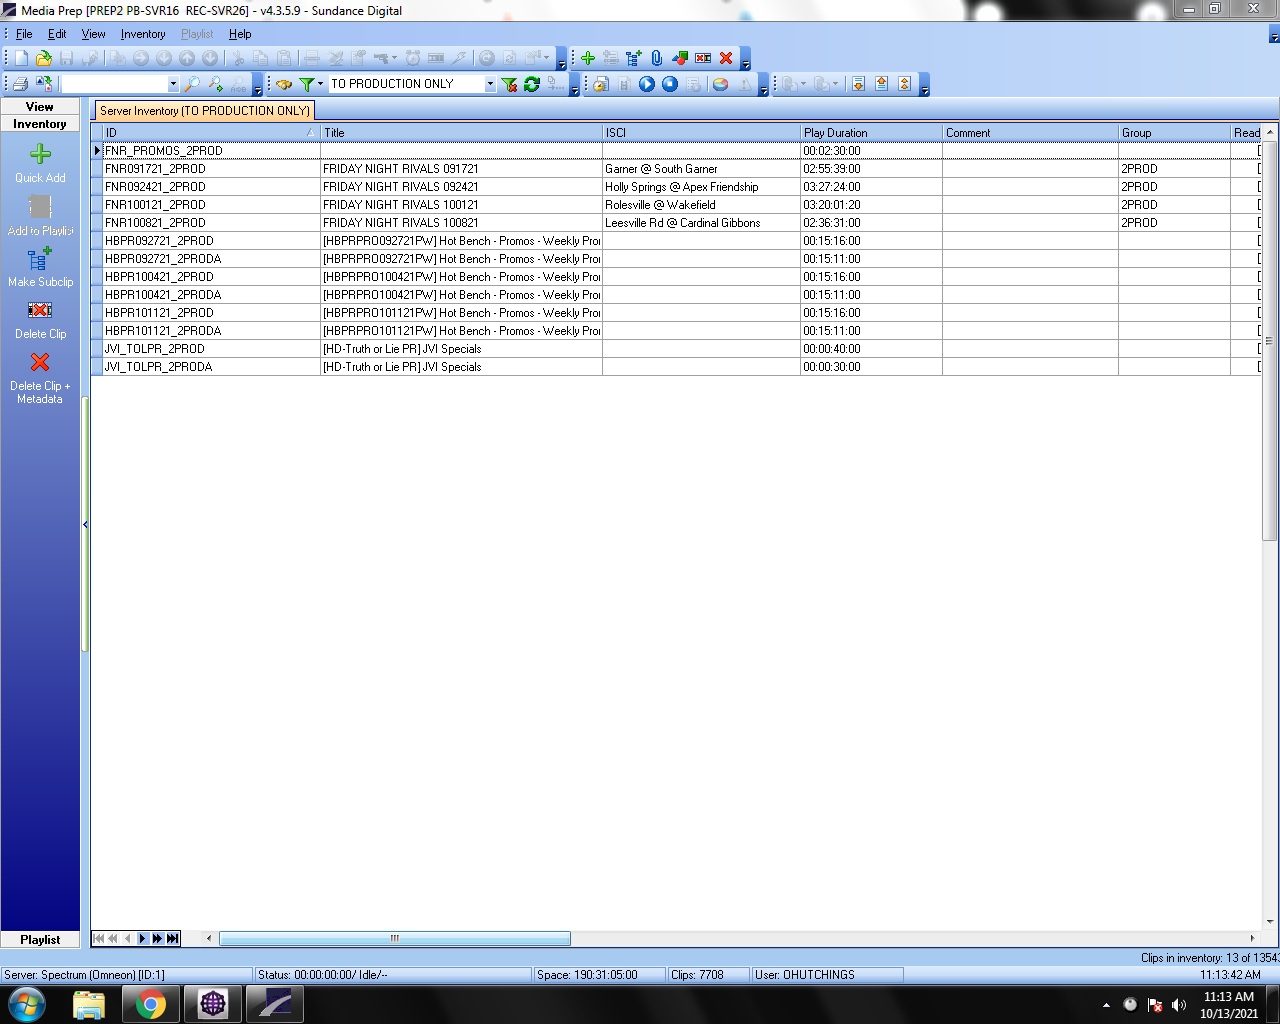 Media Prep [PREP2 PB-SVR16 REC-SVR26] - v4.3.5.9 - Sundance Digital
File Edit View Inventory Playlist Help
TO PRODUCTION ONLY
View
Inventory
Quick Add
Add to Playlist
Make Subclip
Delete Clip
Delete Clip +
Metadata
Playlist
Server Inventory (TO PRODUCTION ONLY)
ID Title ISCI Play Duration Comment Group Read
FNR_PROMOS_2PROD 00:02:30:00
FNR091721_2PROD FRIDAY NIGHT RIVALS 091721 Garner @ South Garner 02:55:39:00 2PROD
FNR092421_2PROD FRIDAY NIGHT RIVALS 092421 Holly Springs @ Apex Friendship 03:27:24:00 2PROD
FNR100121_2PROD FRIDAY NIGHT RIVALS 100121 Rolesville @ Wakefield 03:20:01:20 2PROD
FNR100821_2PROD FRIDAY NIGHT RIVALS 100821 Leesville Rd @ Cardinal Gibbons 02:36:31:00 2PROD
HBPR092721_2PROD [HBPRPRO092721PW] Hot Bench - Promos - Weekly Pro 00:15:16:00
HBPR092721_2PRODA [HBPRPRO092721PW] Hot Bench - Promos - Weekly Pro 00:15:11:00
HBPR100421_2PROD [HBPRPRO100421PW] Hot Bench - Promos - Weekly Pro 00:15:16:00
HBPR100421_2PRODA [HBPRPRO100421PW] Hot Bench - Promos - Weekly Pro 00:15:11:00
HBPR101121_2PROD [HBPRPRO101121PW] Hot Bench - Promos - Weekly Pro 00:15:16:00
HBPR101121_2PRODA [HBPRPRO101121PW] Hot Bench - Promos - Weekly Pro 00:15:11:00
JVI_TOLPR_2PROD [HD-Truth or Lie PR] JVI Specials 00:00:40:00
JVI_TOLPR_2PRODA [HD-Truth or Lie PR] JVI Specials 00:00:30:00
Clips in inventory: 13 of 13543
Server: Spectrum (Omneon) [ID:1] Status: 00:00:00:00/ Idle/-- Space: 190:31:05:00 Clips: 7708 User: OHUTCHINGS 11:13:42 AM
11:13 AM
10/13/2021